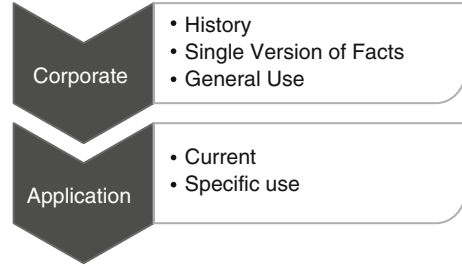 Corporate
• History
• Single Version of Facts
• General Use
Application
• Current
• Specific use